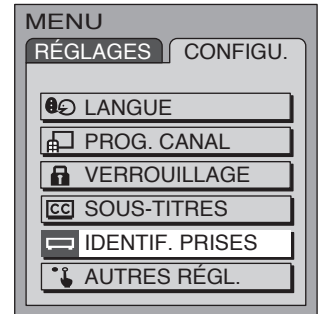 MENU
RÉGLAGES CONFIGU.
LANGUE
PROG. CANAL
VERROUILLAGE
CC SOUS-TITRES
IDENTIF. PRISES
AUTRES RÉGL.